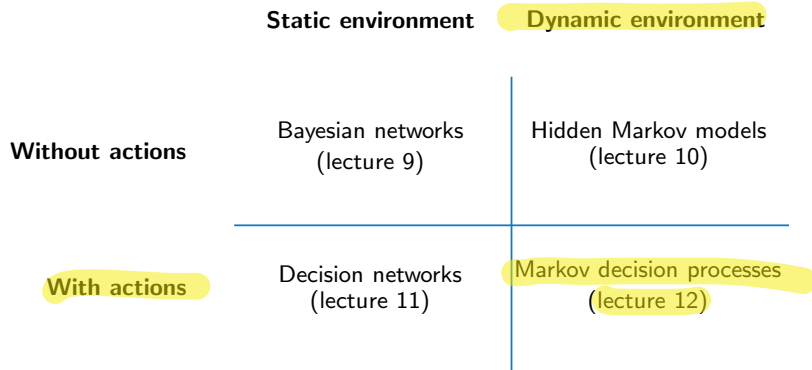 Static environment Dynamic environment
Without actions
Bayesian networks
(lecture 9)
Hidden Markov models
(lecture 10)
With actions
Decision networks
(lecture 11)
Markov decision processes
(lecture 12)